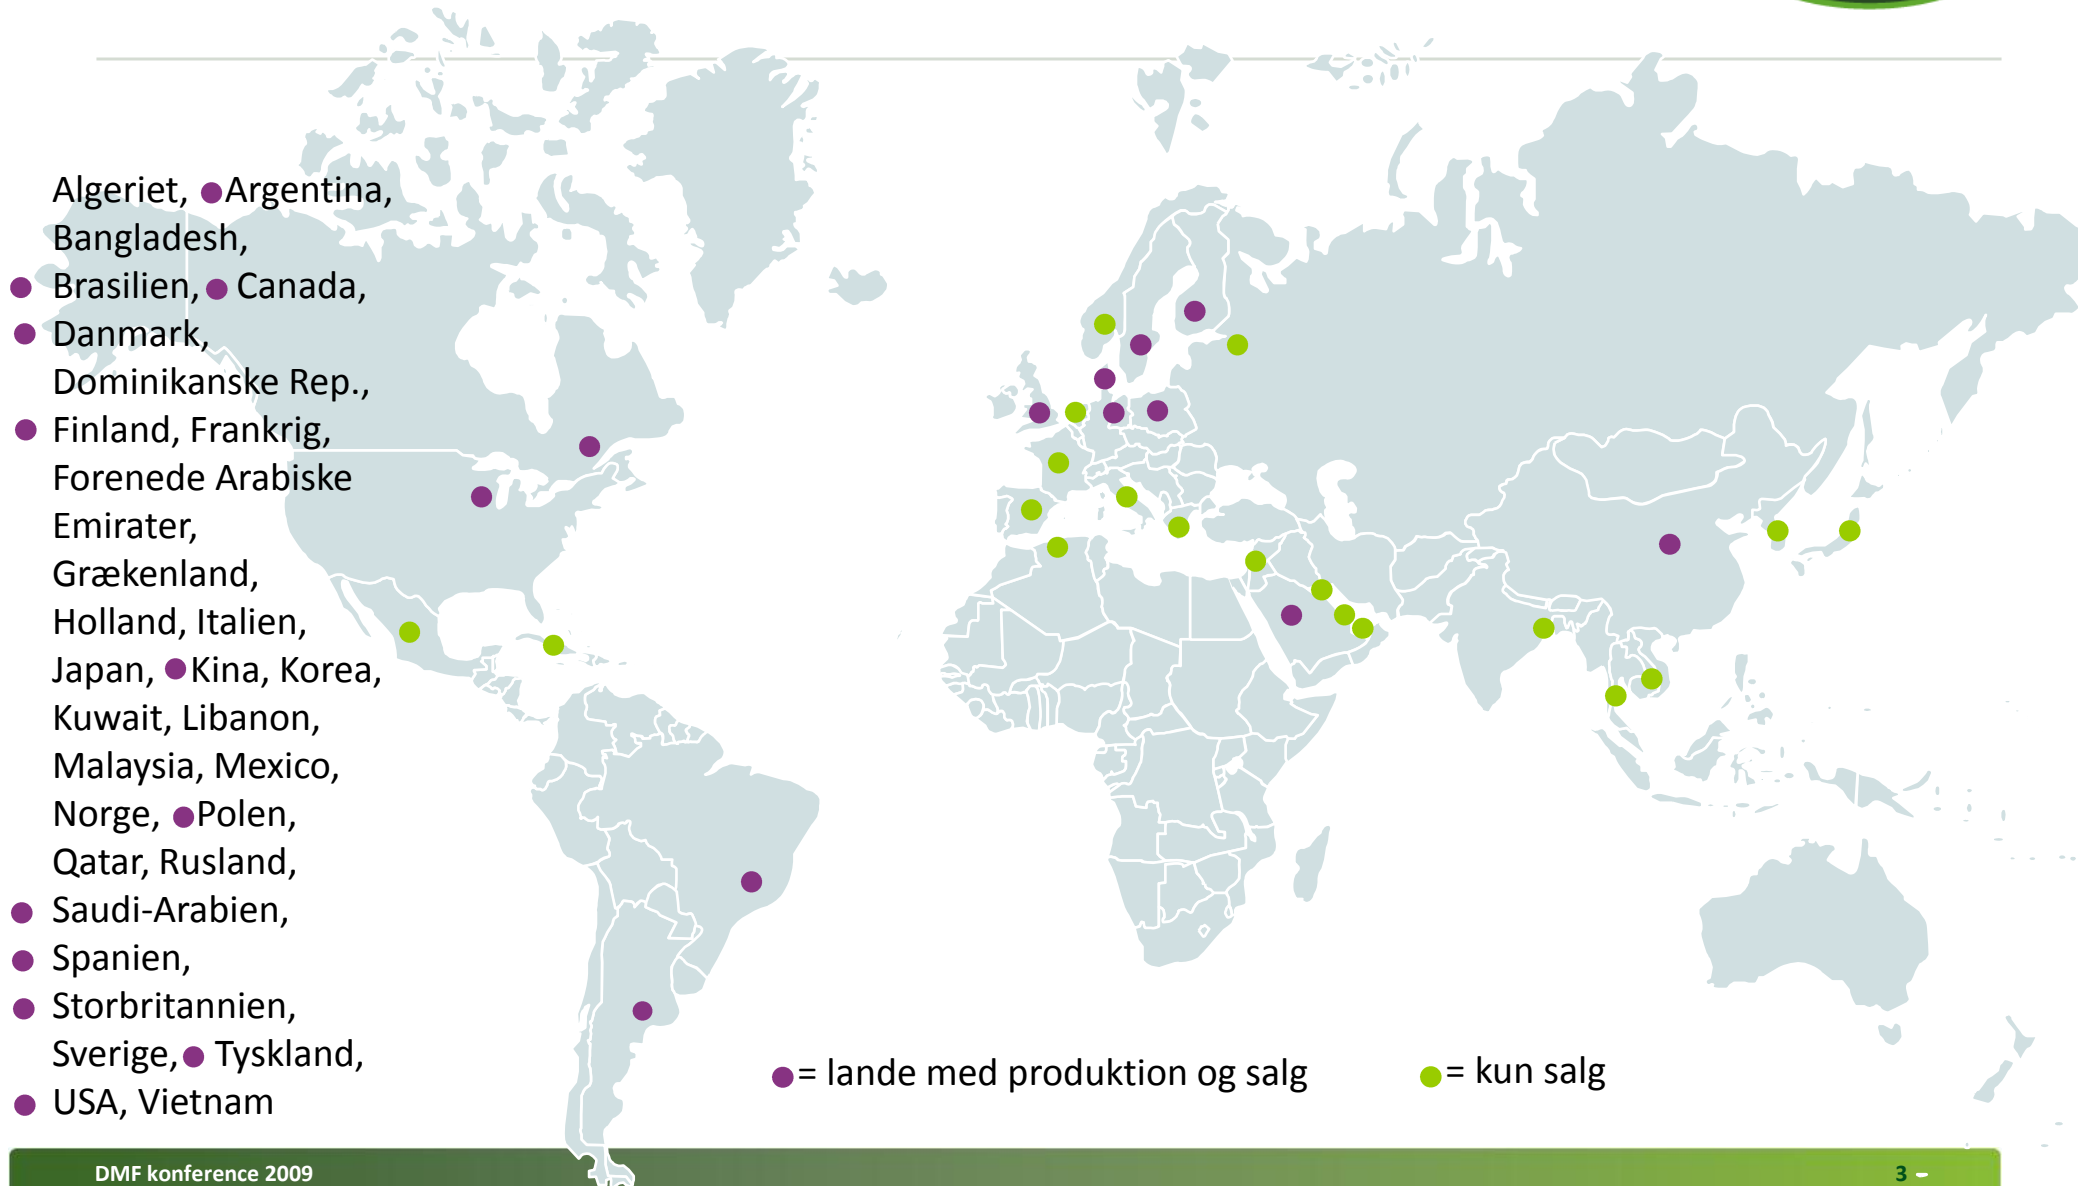 Algeriet, Argentina,
Bangladesh,
Brasilien, Canada,
Danmark,
Dominikanske Rep.,
Finland, Frankrig,
Forenede Arabiske
Emirater,
Grækenland,
Holland, Italien,
Japan, Kina, Korea,
Kuwait, Libanon,
Malaysia, Mexico,
Norge, Polen,
Qatar, Rusland,
Saudi-Arabien,
Spanien,
Storbritannien,
Sverige, Tyskland,
USA, Vietnam
= lande med produktion og salg
= kun salg
DMF konference 2009
3 -